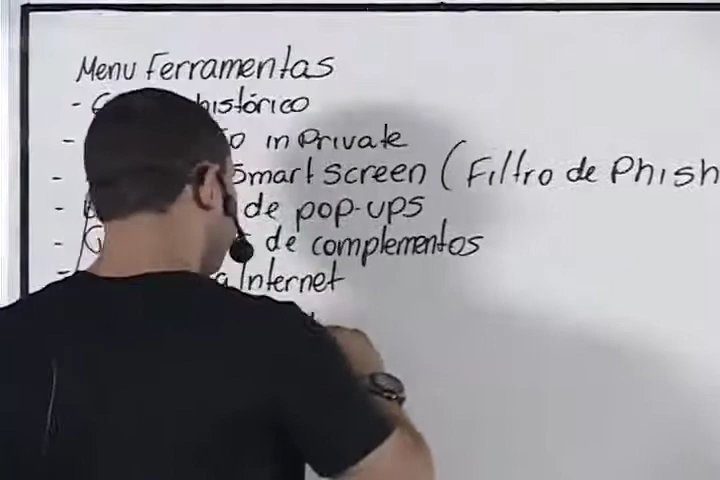 Menu Ferramentas
- histórico
- in Private
- Smart Screen (Filtro de Phish
- de pop-ups
- de complementos
- Internet